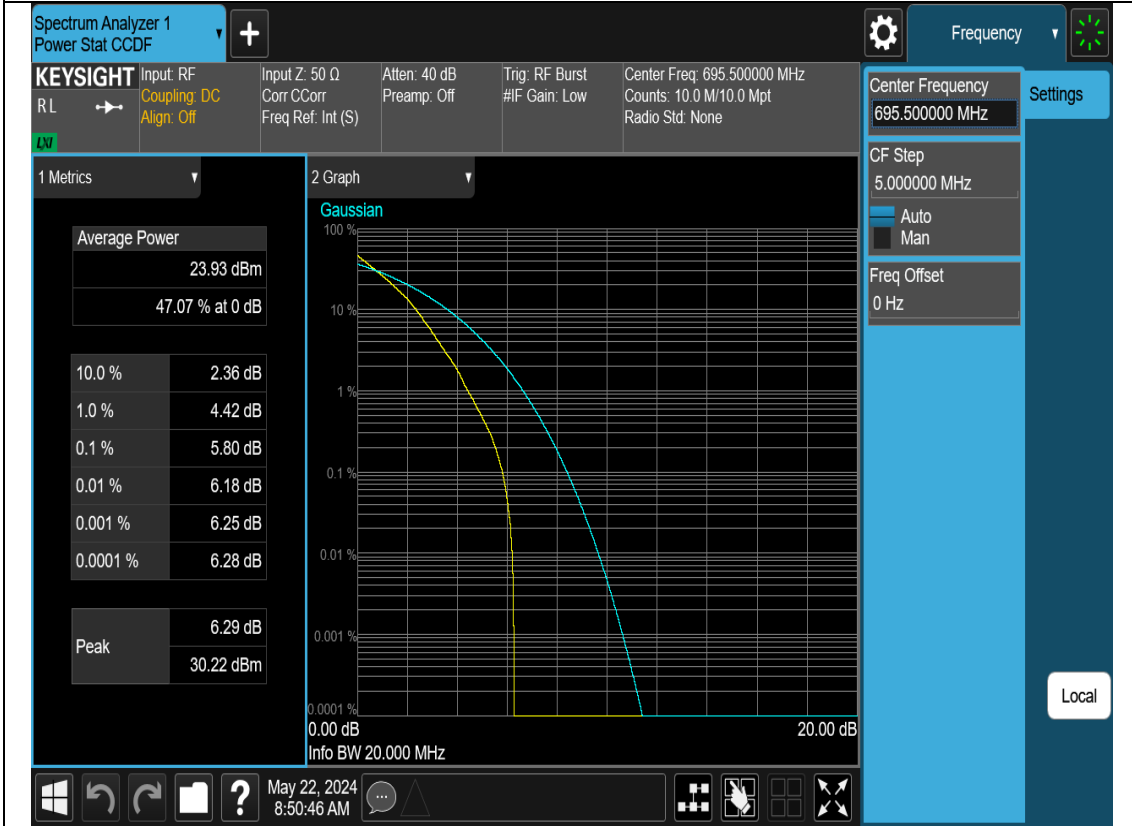 Spectrum Analyzer 1
Power Stat CCDF
+
Frequency
KEYSIGHT
RL
LXI
Input: RF
Coupling: DC
Align: Off
Input Z: 50 Ω
Corr CCorr
Freq Ref: Int (S)
Atten: 40 dB
Preamp: Off
Trig: RF Burst
#IF Gain: Low
Center Freq: 695.500000 MHz
Counts: 10.0 M/10.0 Mpt
Radio Std: None
Center Frequency
695.500000 MHz
Settings
CF Step
5.000000 MHz
Auto
Man
Freq Offset
0 Hz
Local
1 Metrics
Average Power
23.93 dBm
47.07 % at 0 dB
10.0 % 2.36 dB
1.0 % 4.42 dB
0.1 % 5.80 dB
0.01 % 6.18 dB
0.001 % 6.25 dB
0.0001 % 6.28 dB
Peak
6.29 dB
30.22 dBm
2 Graph
Gaussian
100 %
10 %
1 %
0.1 %
0.01 %
0.001 %
0.0001 %
0.00 dB 20.00 dB
Info BW 20.000 MHz
?
May 22, 2024
8:50:46 AM